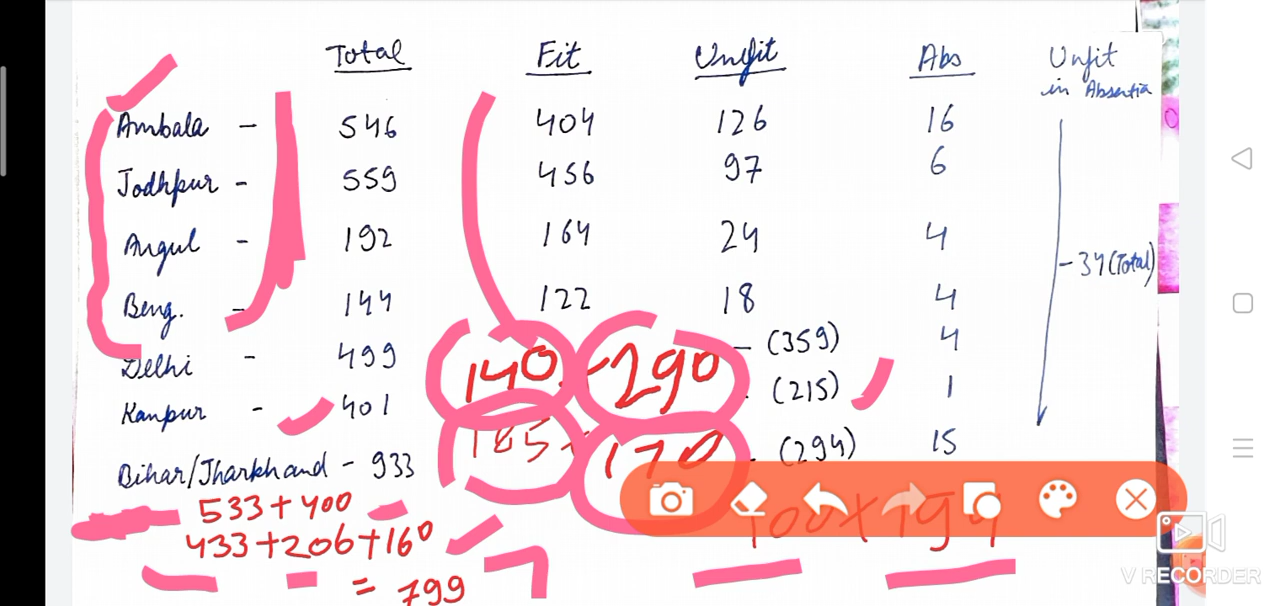 Total Fit Unfit Abs Unfit in Absentia
Ambala - 546 404 126 16
Jodhpur - 559 456 97 6
Angul - 192 164 24 4
Beng. - 144 122 18 4
- 34 (Total)
Delhi - 499 140 - 290 - (359) 4
Kanpur - 401 185 170 (215) 1
Bihar/Jharkhand - 933 (294) 15
533+400
433+206+160
= 799
V RECORDER